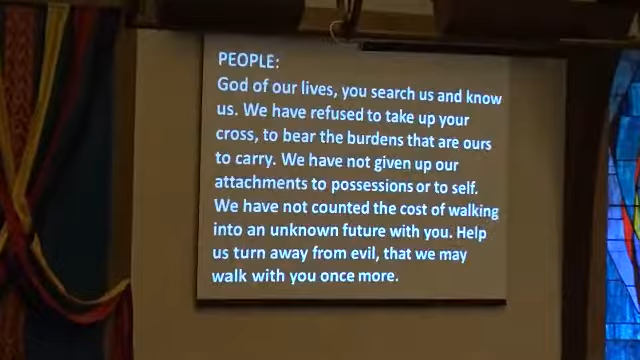 PEOPLE:
God of our lives, you search us and know
us. We have refused to take up your
cross, to bear the burdens that are ours
to carry. We have not given up our
attachments to possessions or to self.
We have not counted the cost of walking
into an unknown future with you. Help
us turn away from evil, that we may
walk with you once more.